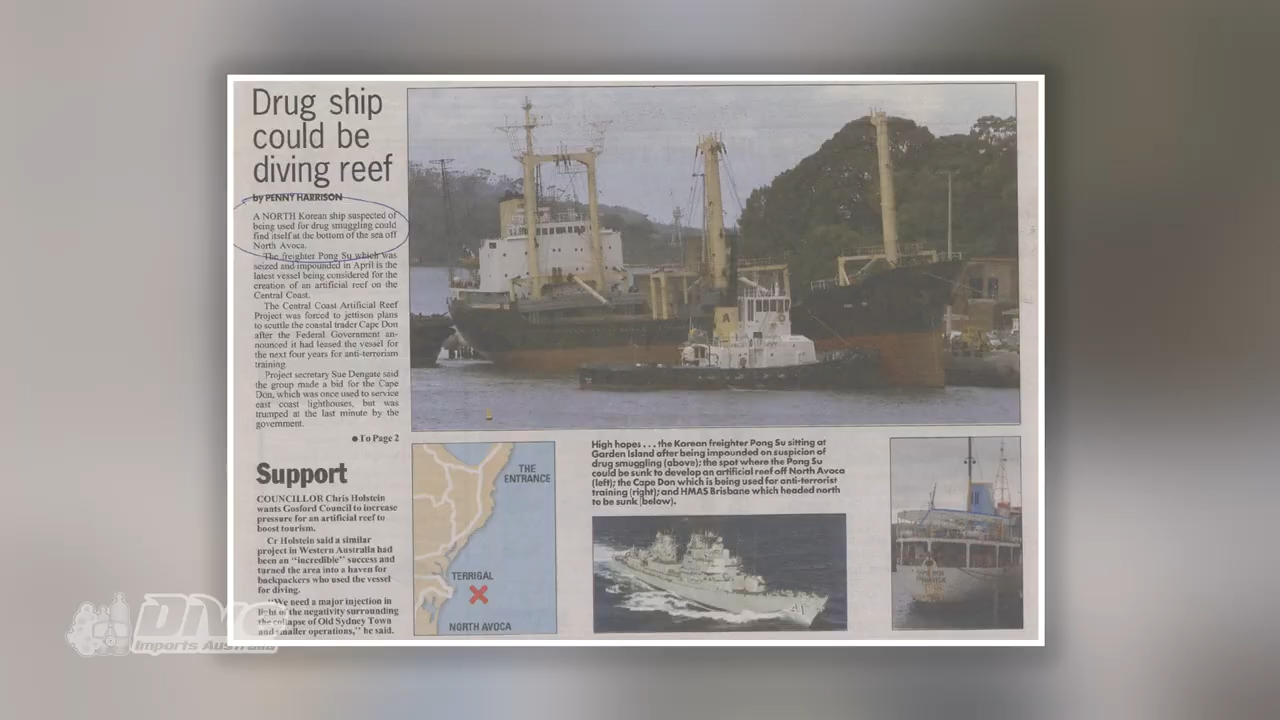 Drug ship
could be
diving reef
by PENNY HARRISON
A NORTH Korean ship suspected of
being used for drug smuggling could
find itself at the bottom of the sea off
North Avoca.
The freighter Pong Su which was
seized and impounded in April is the
latest vessel being considered for the
creation of an artificial reef on the
Central Coast.
The Central Coast Artificial Reef
Project was forced to jettison plans
to scuttle the coastal trader Cape Don
after the Federal Government an-
nounced it had leased the vessel for
the next four years for anti-terrorism
training.
Project secretary Sue Dengate said
the group made a bid for the Cape
Don, which was once used to service
east coast lighthouses, but was
trumped at the last minute by the
government.
● To Page 2
Support
COUNCILLOR Chris Holstein
wants Gosford Council to increase
pressure for an artificial reef to
boost tourism.
Cr Holstein said a similar
project in Western Australia had
been an "incredible" success and
turned the area into a haven for
backpackers who used the vessel
for diving.
"We need a major injection in
light of the negativity surrounding
the collapse of Old Sydney Town
and smaller operations," he said.
A
THE
ENTRANCE
TERRIGAL
NORTH AVOCA
High hopes . . . the Korean freighter Pong Su sitting at
Garden Island after being impounded on suspicion of
drug smuggling (above); the spot where the Pong Su
could be sunk to develop an artificial reef off North Avoca
(left); the Cape Don which is being used for anti-terrorist
training (right); and HMAS Brisbane which headed north
to be sunk (below).
41
DIVE
Imports Australia